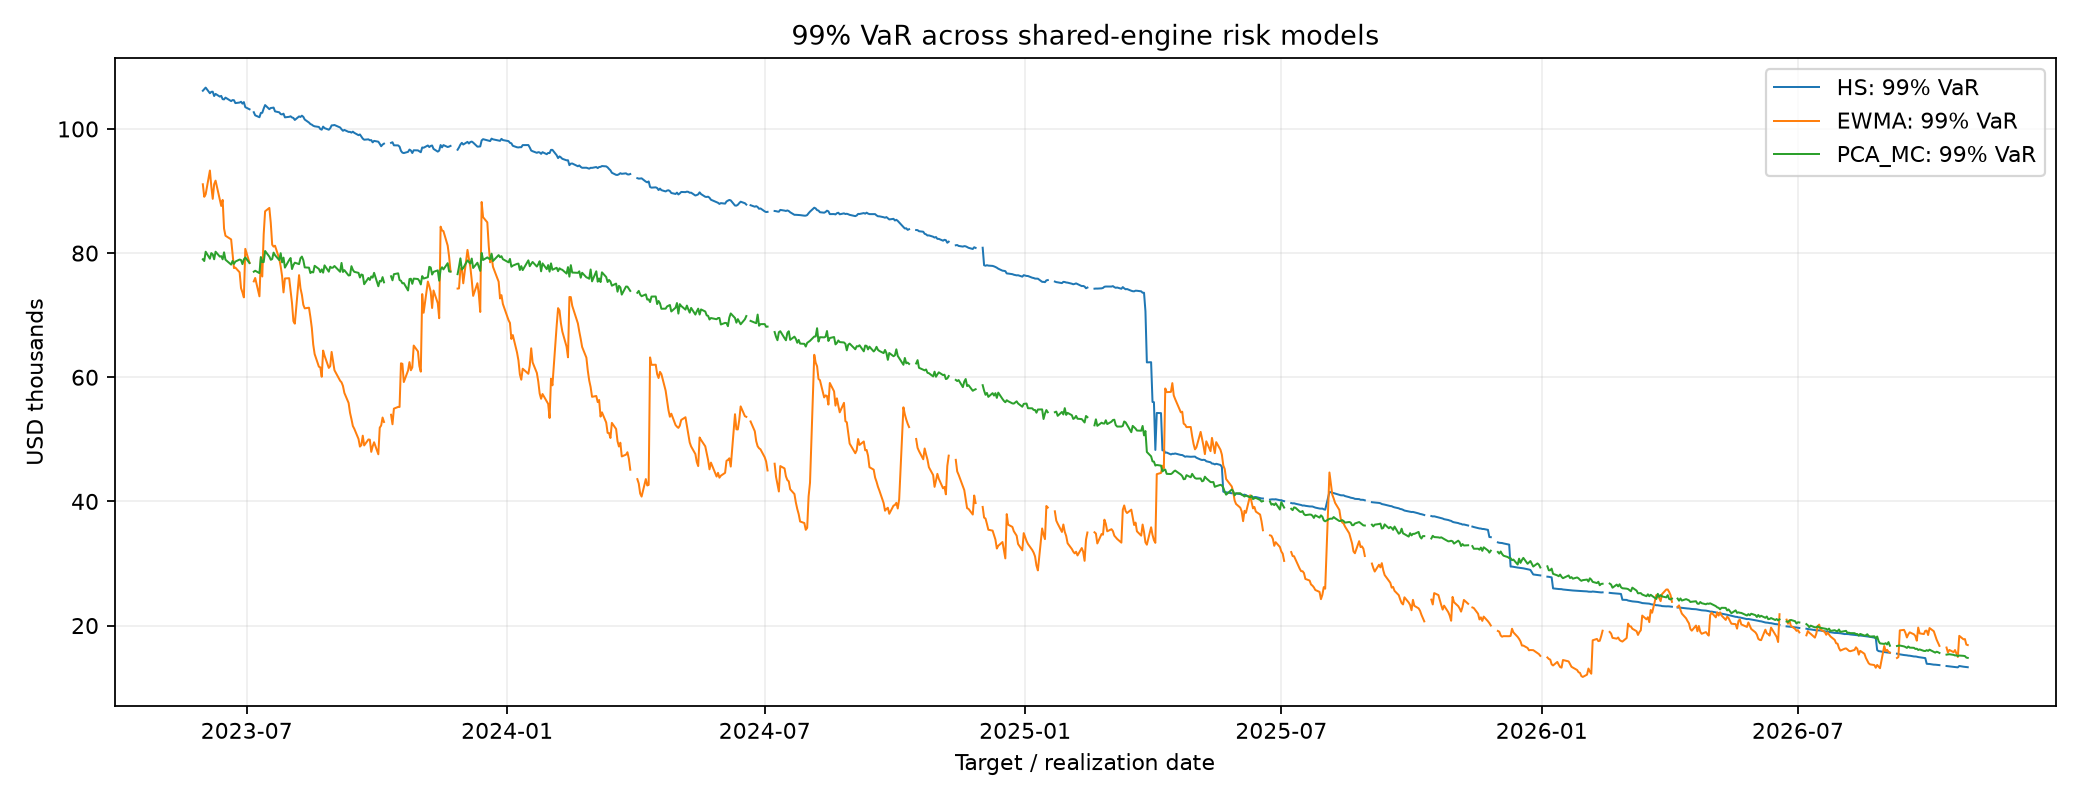 99% VaR across shared-engine risk models
HS: 99% VaR
EWMA: 99% VaR
PCA_MC: 99% VaR
USD thousands
100
80
60
40
20
2023-07
2024-01
2024-07
2025-01
2025-07
2026-01
2026-07
Target / realization date